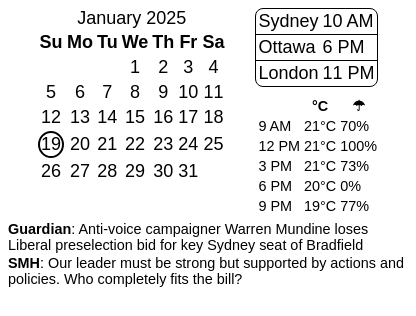 January 2025
Su Mo Tu We Th Fr Sa
1 2 3 4
5 6 7 8 9 10 11
12 13 14 15 16 17 18
19 20 21 22 23 24 25
26 27 28 29 30 31
Sydney 10 AM
Ottawa 6 PM
London 11 PM
°C ☂
9 AM 21°C 70%
12 PM 21°C 100%
3 PM 21°C 73%
6 PM 20°C 0%
9 PM 19°C 77%
Guardian: Anti-voice campaigner Warren Mundine loses
Liberal preselection bid for key Sydney seat of Bradfield
SMH: Our leader must be strong but supported by actions and
policies. Who completely fits the bill?